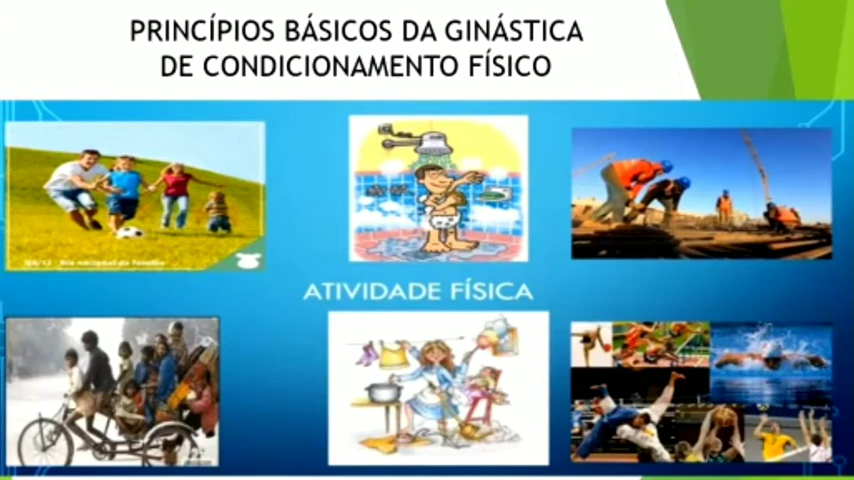 PRINCÍPIOS BÁSICOS DA GINÁSTICA
DE CONDICIONAMENTO FÍSICO
ATIVIDADE FÍSICA